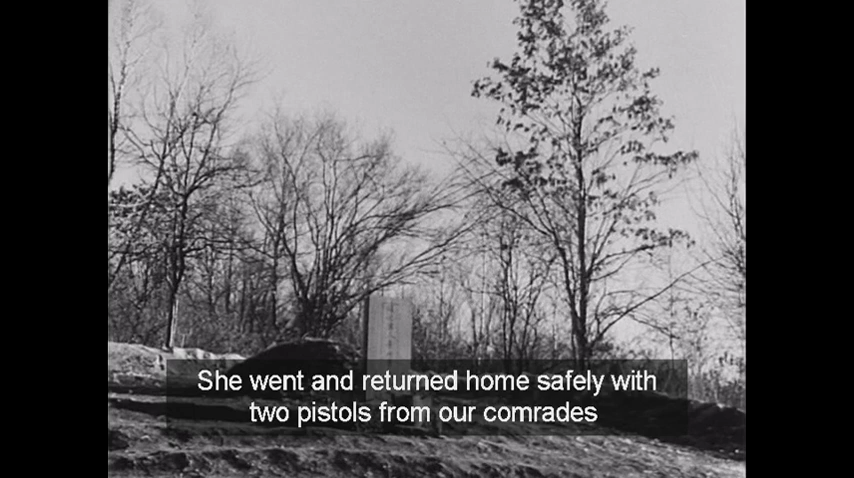 She went and returned home safely with
two pistols from our comrades